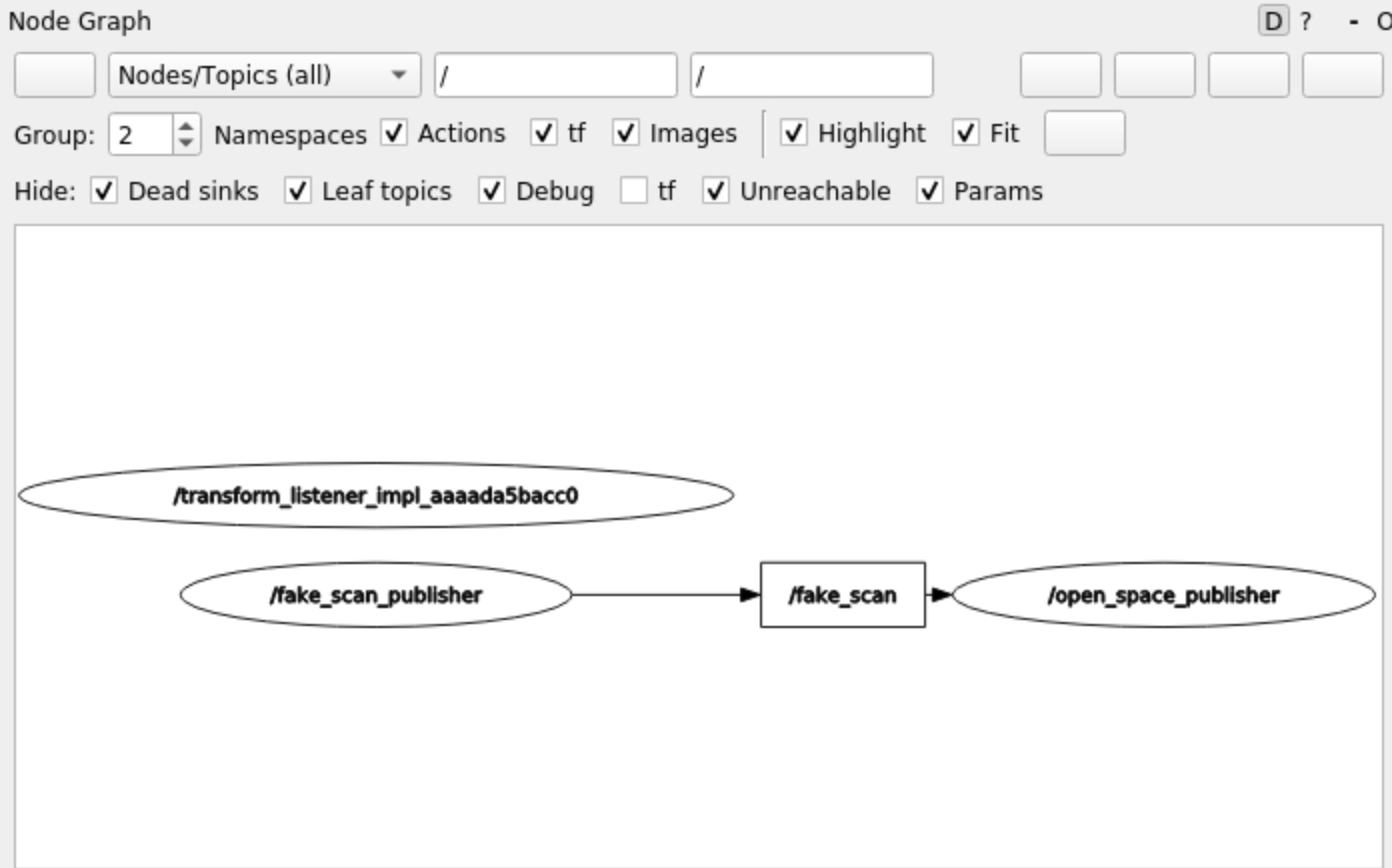 Node Graph D ? - O
Nodes/Topics (all) / /
Group: 2 Namespaces Actions tf Images Highlight Fit
Hide: Dead sinks Leaf topics Debug tf Unreachable Params
/transform_listener_impl_aaaada5bacc0
/fake_scan_publisher /fake_scan /open_space_publisher